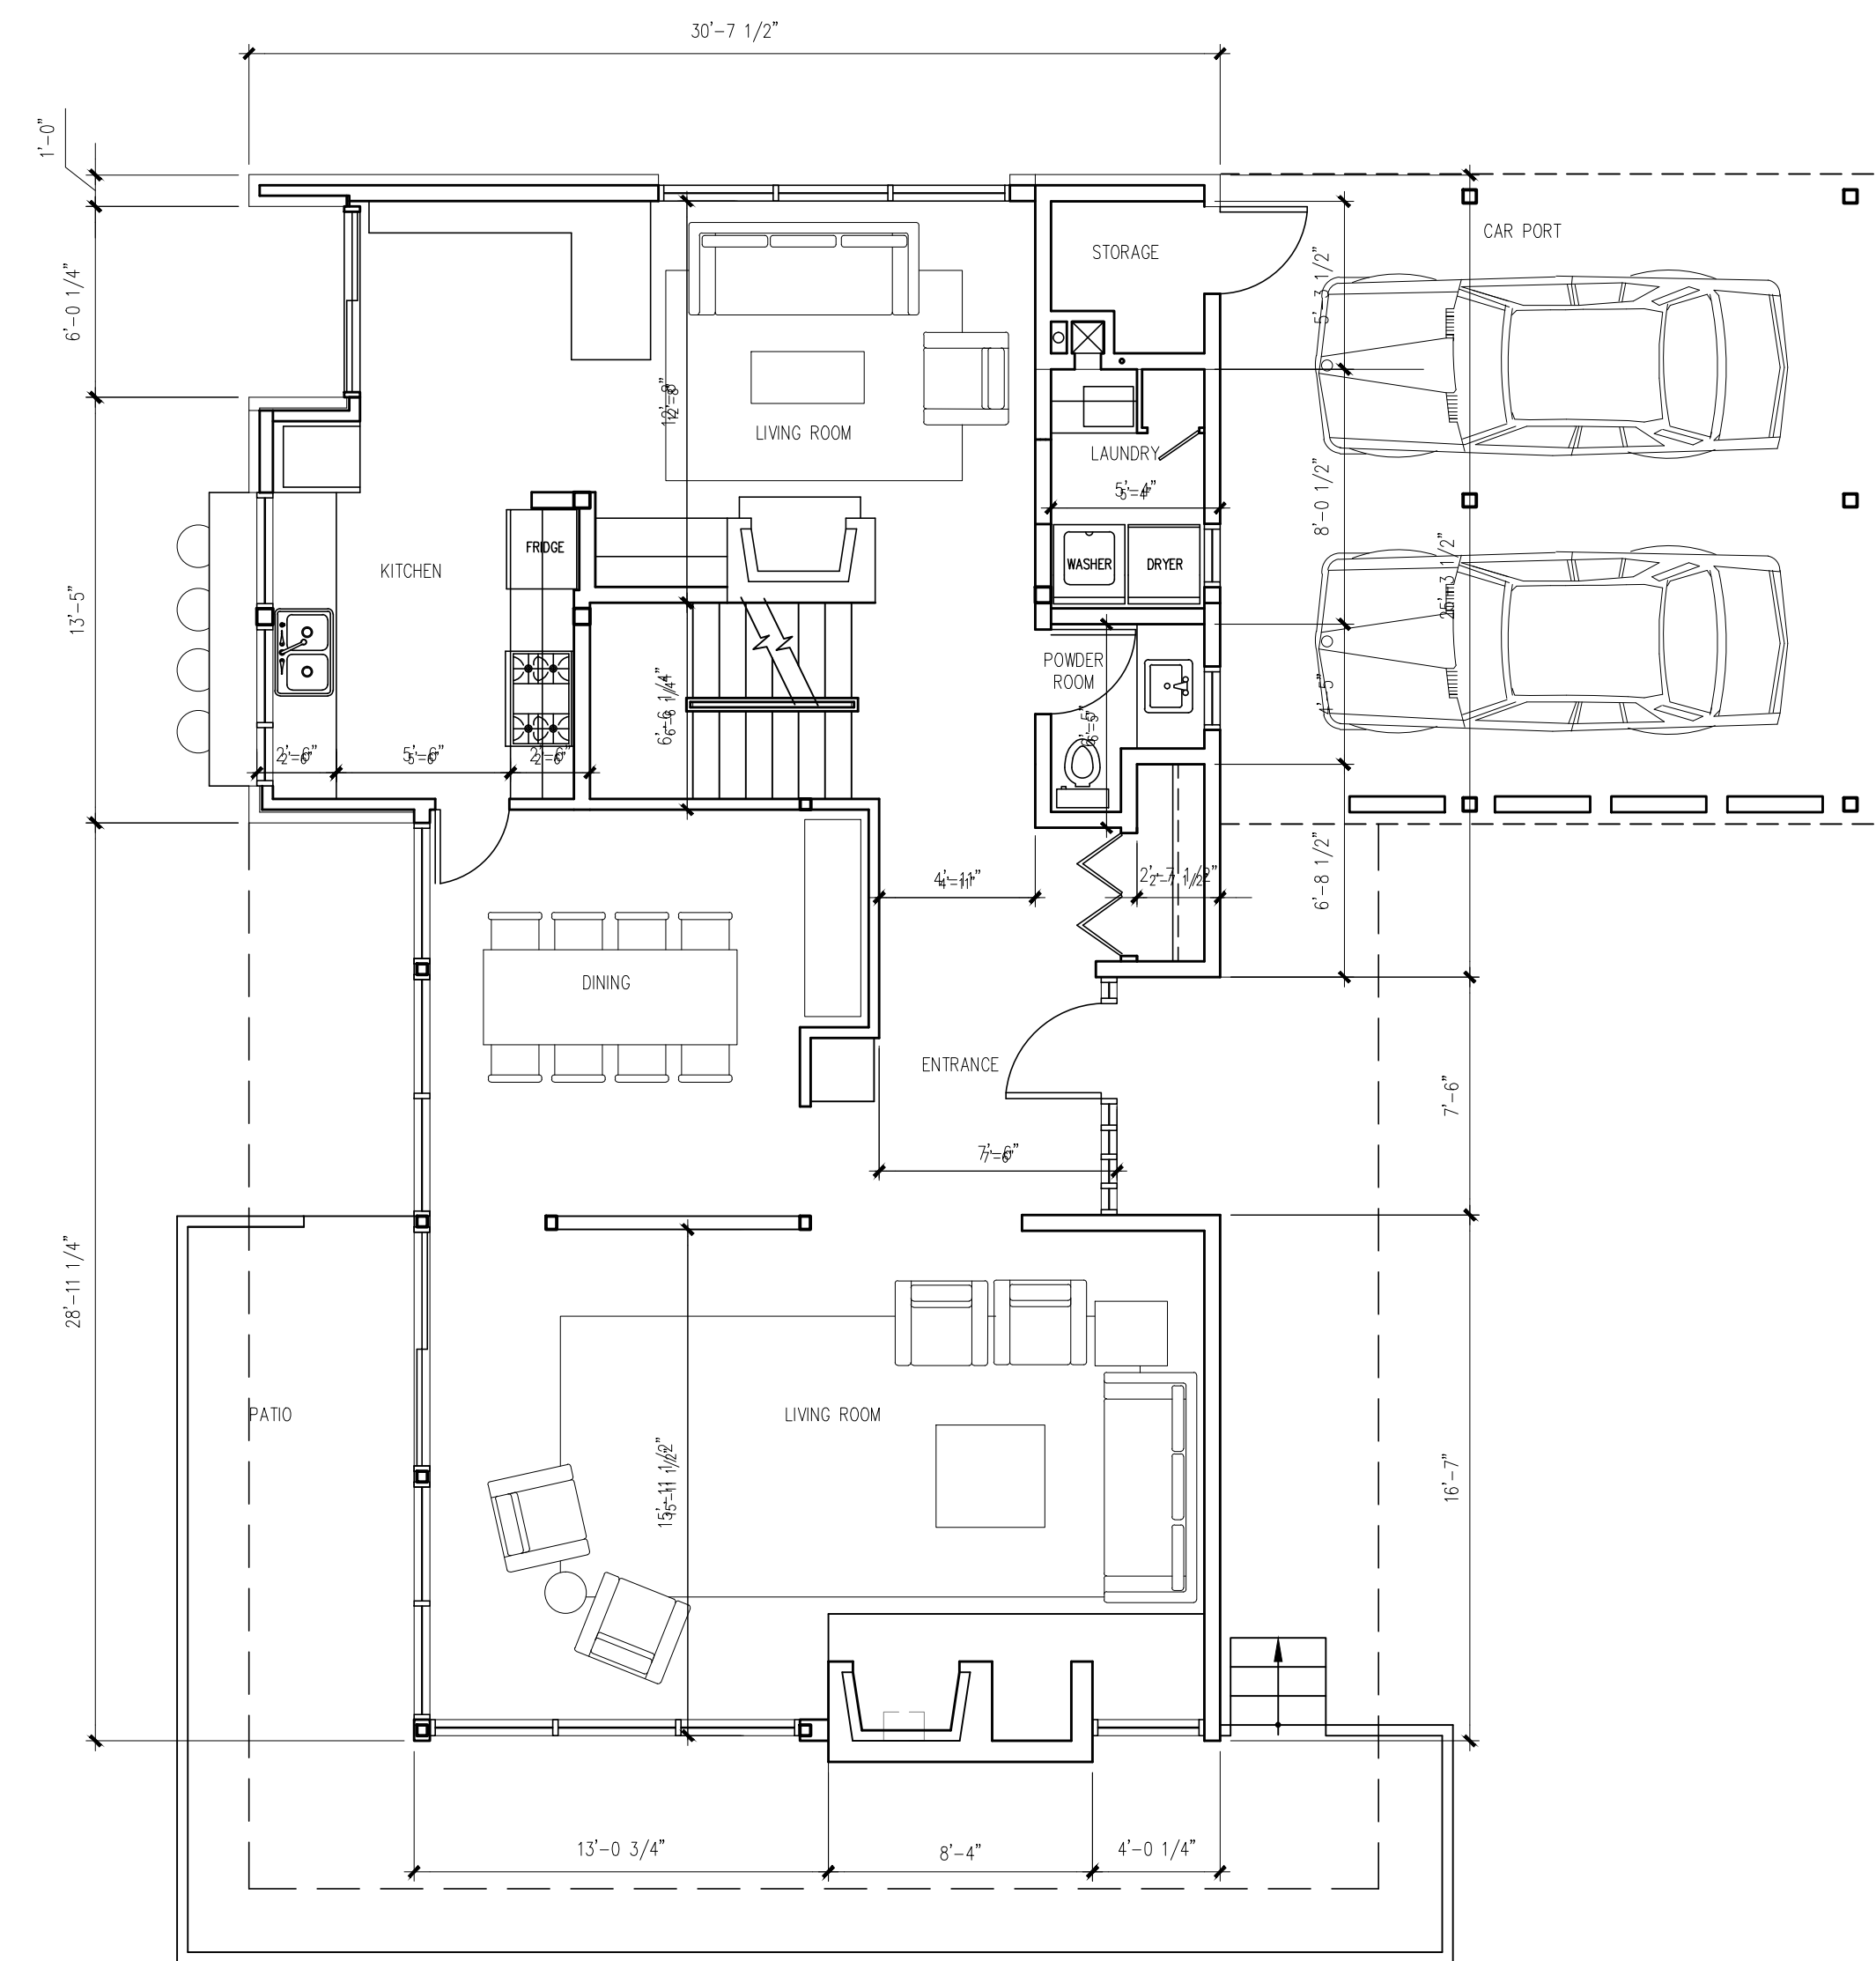 30'-7 1/2"
1'-0"
CAR PORT
STORAGE
5'-3 1/2"
6'-0 1/4"
12'-8"
LIVING ROOM
LAUNDRY
5'-4"
8'-0 1/2"
FRIDGE
KITCHEN
WASHER
DRYER
13'-5"
POWDER
ROOM
6'-6 1/4"
4'-5"
6'-5"
2'-6"
5'-6"
2'-6"
4'-11"
2'-7 1/2"
6'-8 1/2"
DINING
ENTRANCE
7'-6"
7'-6"
28'-11 1/4"
PATIO
LIVING ROOM
15'-11 1/2"
16'-7"
13'-0 3/4"
8'-4"
4'-0 1/4"